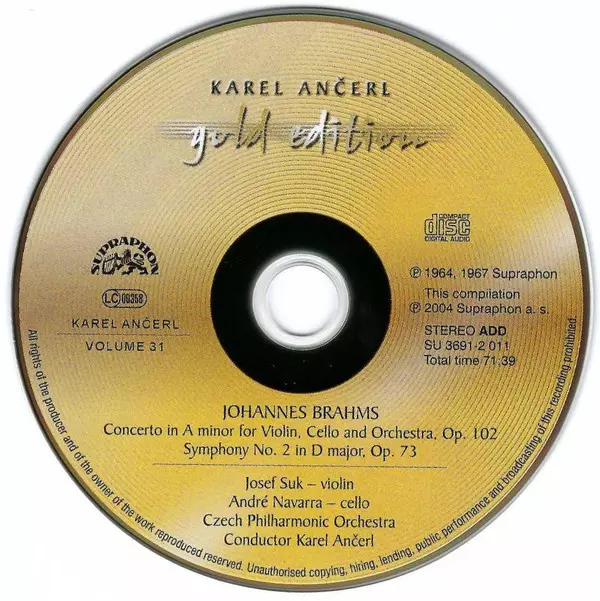 KAREL ANČERL
gold edition
COMPACT
disc
DIGITAL AUDIO
SUPRAPHON
LC 00358
KAREL ANČERL
VOLUME 31
℗ 1964, 1967 Supraphon
This compilation
℗ 2004 Supraphon a. s.
STEREO ADD
SU 3691-2 011
Total time 71:39
JOHANNES BRAHMS
Concerto in A minor for Violin, Cello and Orchestra, Op. 102
Symphony No. 2 in D major, Op. 73
Josef Suk – violin
André Navarra – cello
Czech Philharmonic Orchestra
Conductor Karel Ančerl
All rights of the producer and of the owner of the work reproduced reserved. Unauthorised copying, hiring, lending, public performance and broadcasting of this recording prohibited.